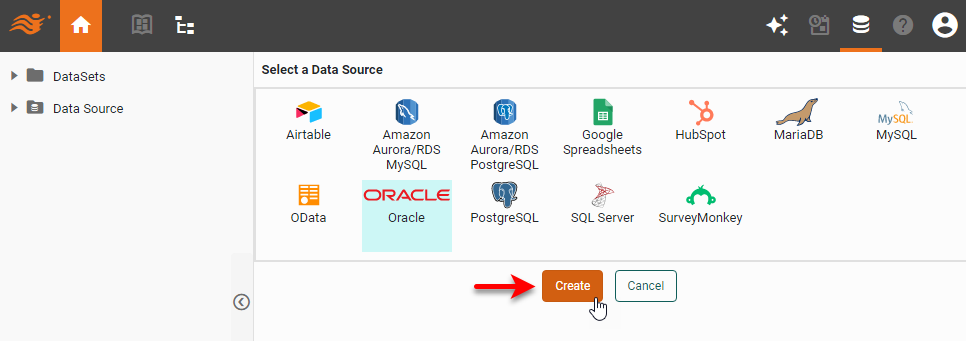 Select a Data Source
DataSets
Data Source
Airtable
Amazon
Aurora/RDS
MySQL
Amazon
Aurora/RDS
PostgreSQL
Google
Spreadsheets
HubSpot
MariaDB
MySQL
MySQL
OData
ORACLE
Oracle
PostgreSQL
SQL Server
SurveyMonkey
Create
Cancel